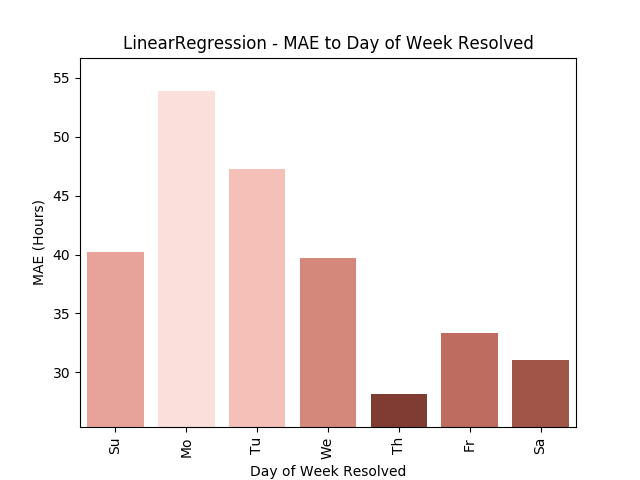 LinearRegression - MAE to Day of Week Resolved
55
50
45
40
35
30
MAE (Hours)
Su
Mo
Tu
We
Th
Fr
Sa
Day of Week Resolved